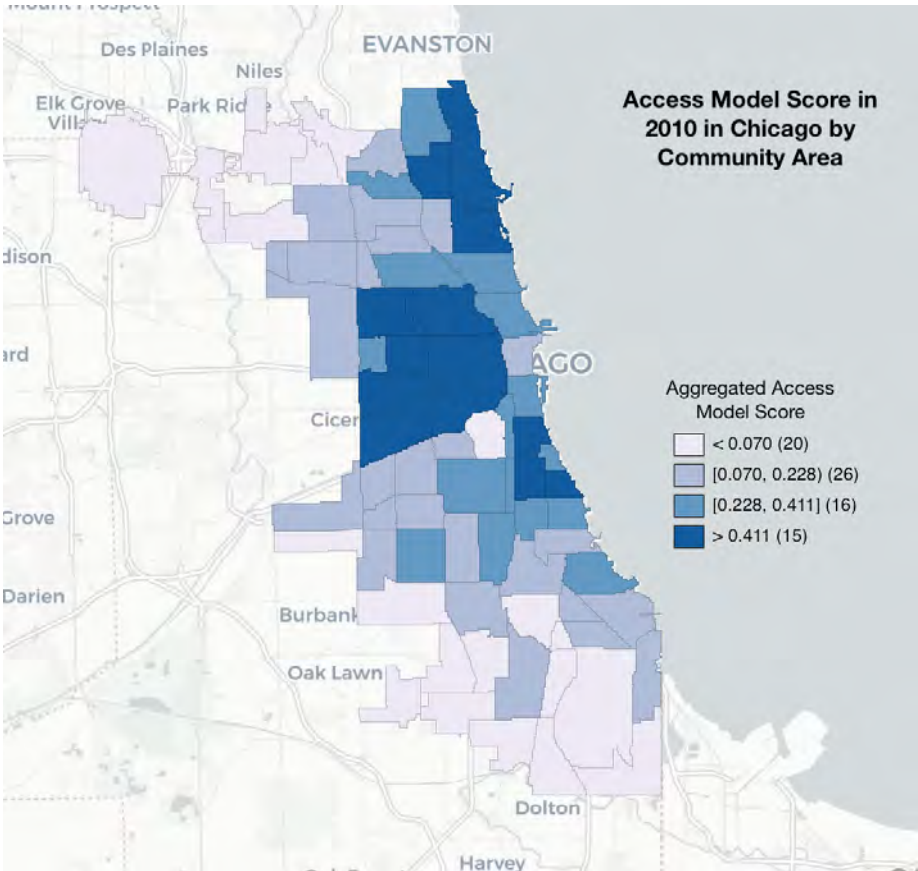 Mount Prospect
Des Plaines
EVANSTON
Niles
Elk Grove
Village
Park Ridge
Access Model Score in
2010 in Chicago by
Community Area
dison
ard
AGO
Aggregated Access
Model Score
< 0.070 (20)
[0.070, 0.228) (26)
[0.228, 0.411] (16)
> 0.411 (15)
Cicer
Grove
Darien
Burbank
Oak Lawn
Dolton
Harvey